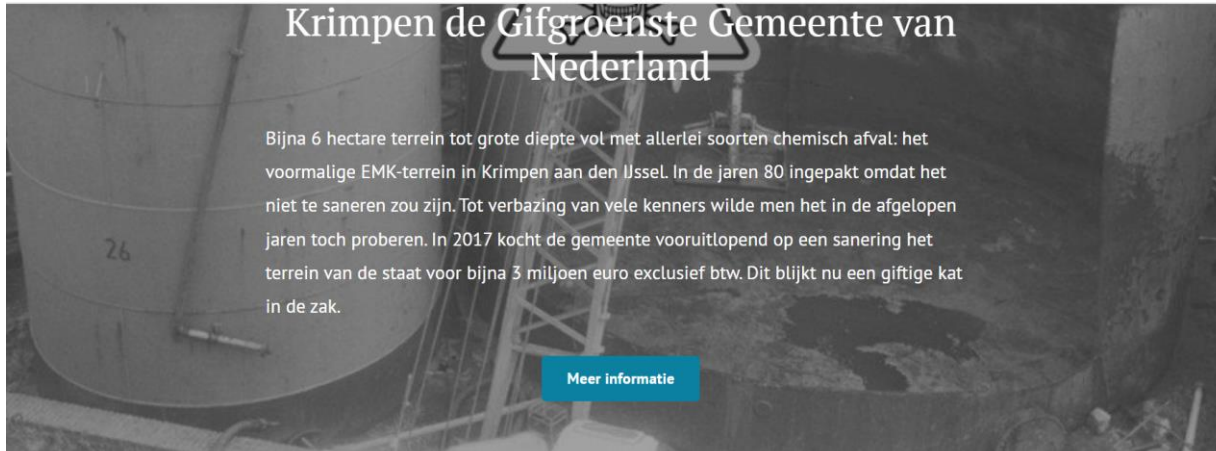 Krimpen de Gifgroenste Gemeente van
Nederland
Bijna 6 hectare terrein tot grote diepte vol met allerlei soorten chemisch afval: het
voormalige EMK-terrein in Krimpen aan den IJssel. In de jaren 80 ingepakt omdat het
niet te saneren zou zijn. Tot verbazing van vele kenners wilde men het in de afgelopen
jaren toch proberen. In 2017 kocht de gemeente vooruitlopend op een sanering het
terrein van de staat voor bijna 3 miljoen euro exclusief btw. Dit blijkt nu een giftige kat
in de zak.
26
Meer informatie